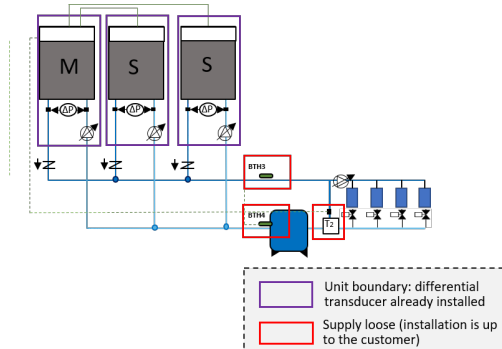 M
S
S
ΔP
ΔP
ΔP
BTH3
BTH4
T2
Unit boundary: differential
transducer already installed
Supply loose (installation is up
to the customer)